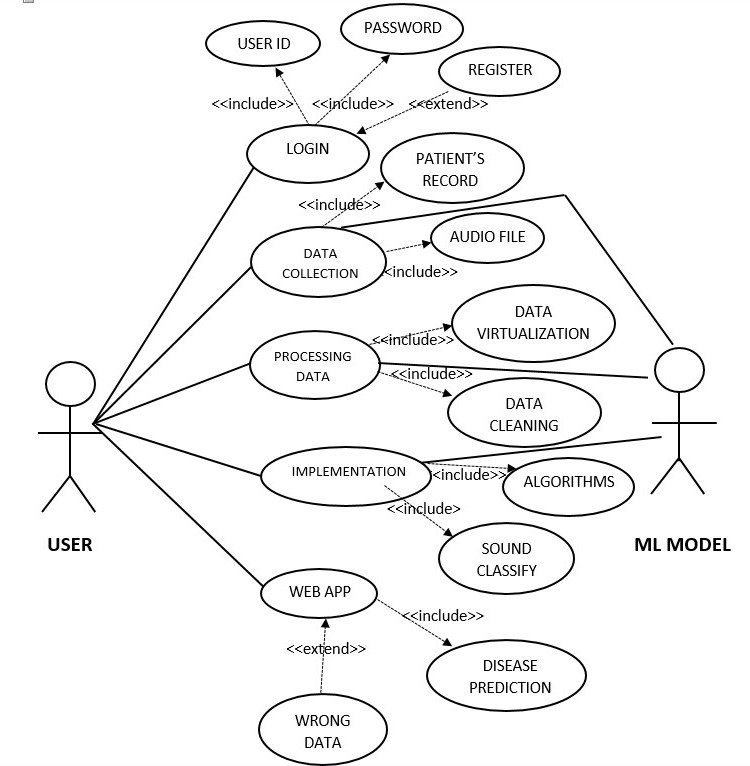 PASSWORD
USER ID
REGISTER
<<include>>
<<include>>
<<extend>>
LOGIN
PATIENT'S
RECORD
<<include>>
AUDIO FILE
DATA
COLLECTION
<include>>
DATA
VIRTUALIZATION
<<include>>
PROCESSING
DATA
<<include>>
DATA
CLEANING
IMPLEMENTATION
<include>>
ALGORITHMS
<<include>
USER
ML MODEL
SOUND
CLASSIFY
WEB APP
<<include>>
<<extend>>
DISEASE
PREDICTION
WRONG
DATA